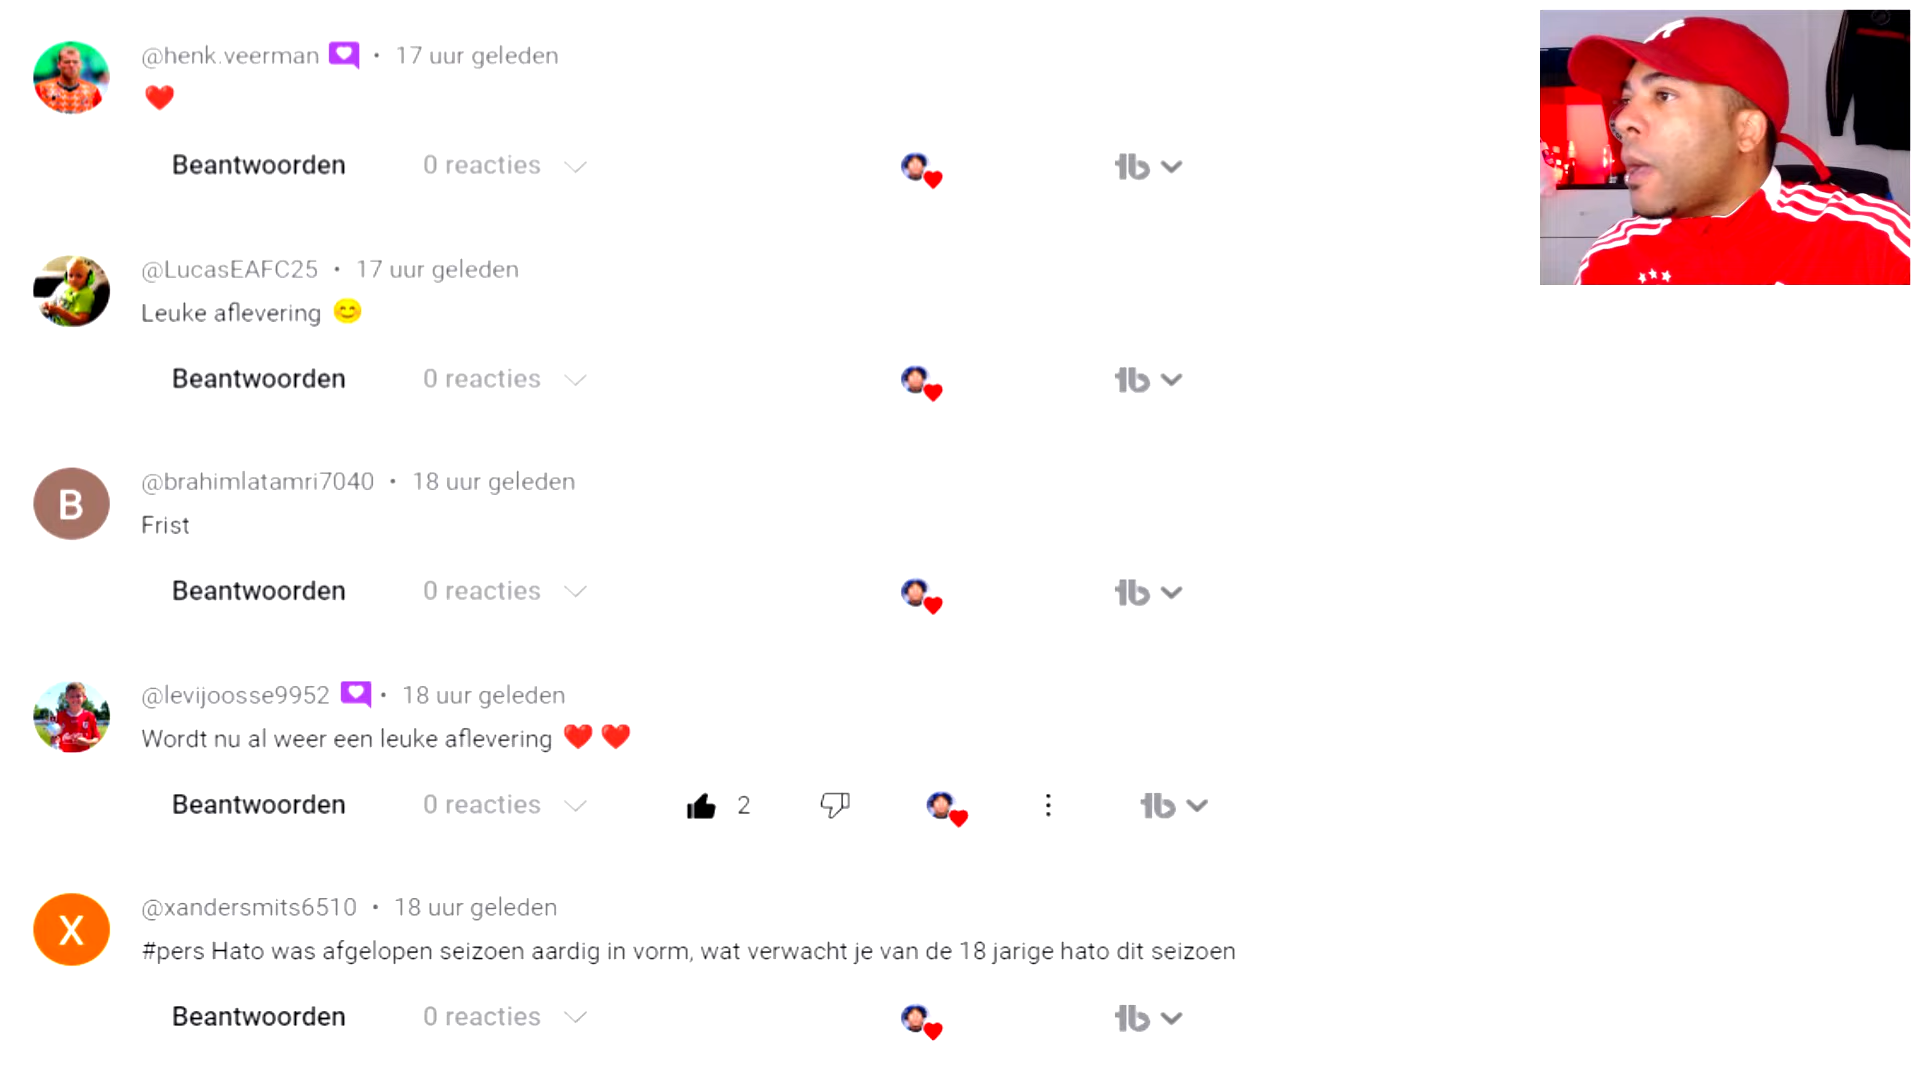 @henk.veerman • 17 uur geleden
❤️
Beantwoorden 0 reacties
@LucasEAFC25 • 17 uur geleden
Leuke aflevering 😊
Beantwoorden 0 reacties
B
@brahimlatamri7040 • 18 uur geleden
Frist
Beantwoorden 0 reacties
@levijoosse9952 • 18 uur geleden
Wordt nu al weer een leuke aflevering ❤️ ❤️
Beantwoorden 0 reacties 2
X
@xandersmits6510 • 18 uur geleden
#pers Hato was afgelopen seizoen aardig in vorm, wat verwacht je van de 18 jarige hato dit seizoen
Beantwoorden 0 reacties